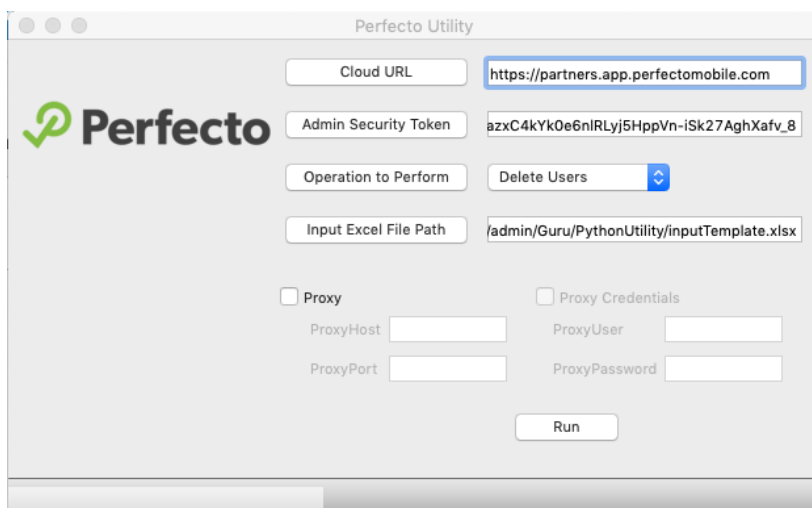 Perfecto Utility
Cloud URL https://partners.app.perfectomobile.com
Perfecto
Admin Security Token azxC4kYk0e6nlRLyj5HppVn-iSk27AghXafv_8
Operation to Perform Delete Users
Input Excel File Path /admin/Guru/PythonUtility/inputTemplate.xlsx
Proxy Proxy Credentials
ProxyHost ProxyUser
ProxyPort ProxyPassword
Run